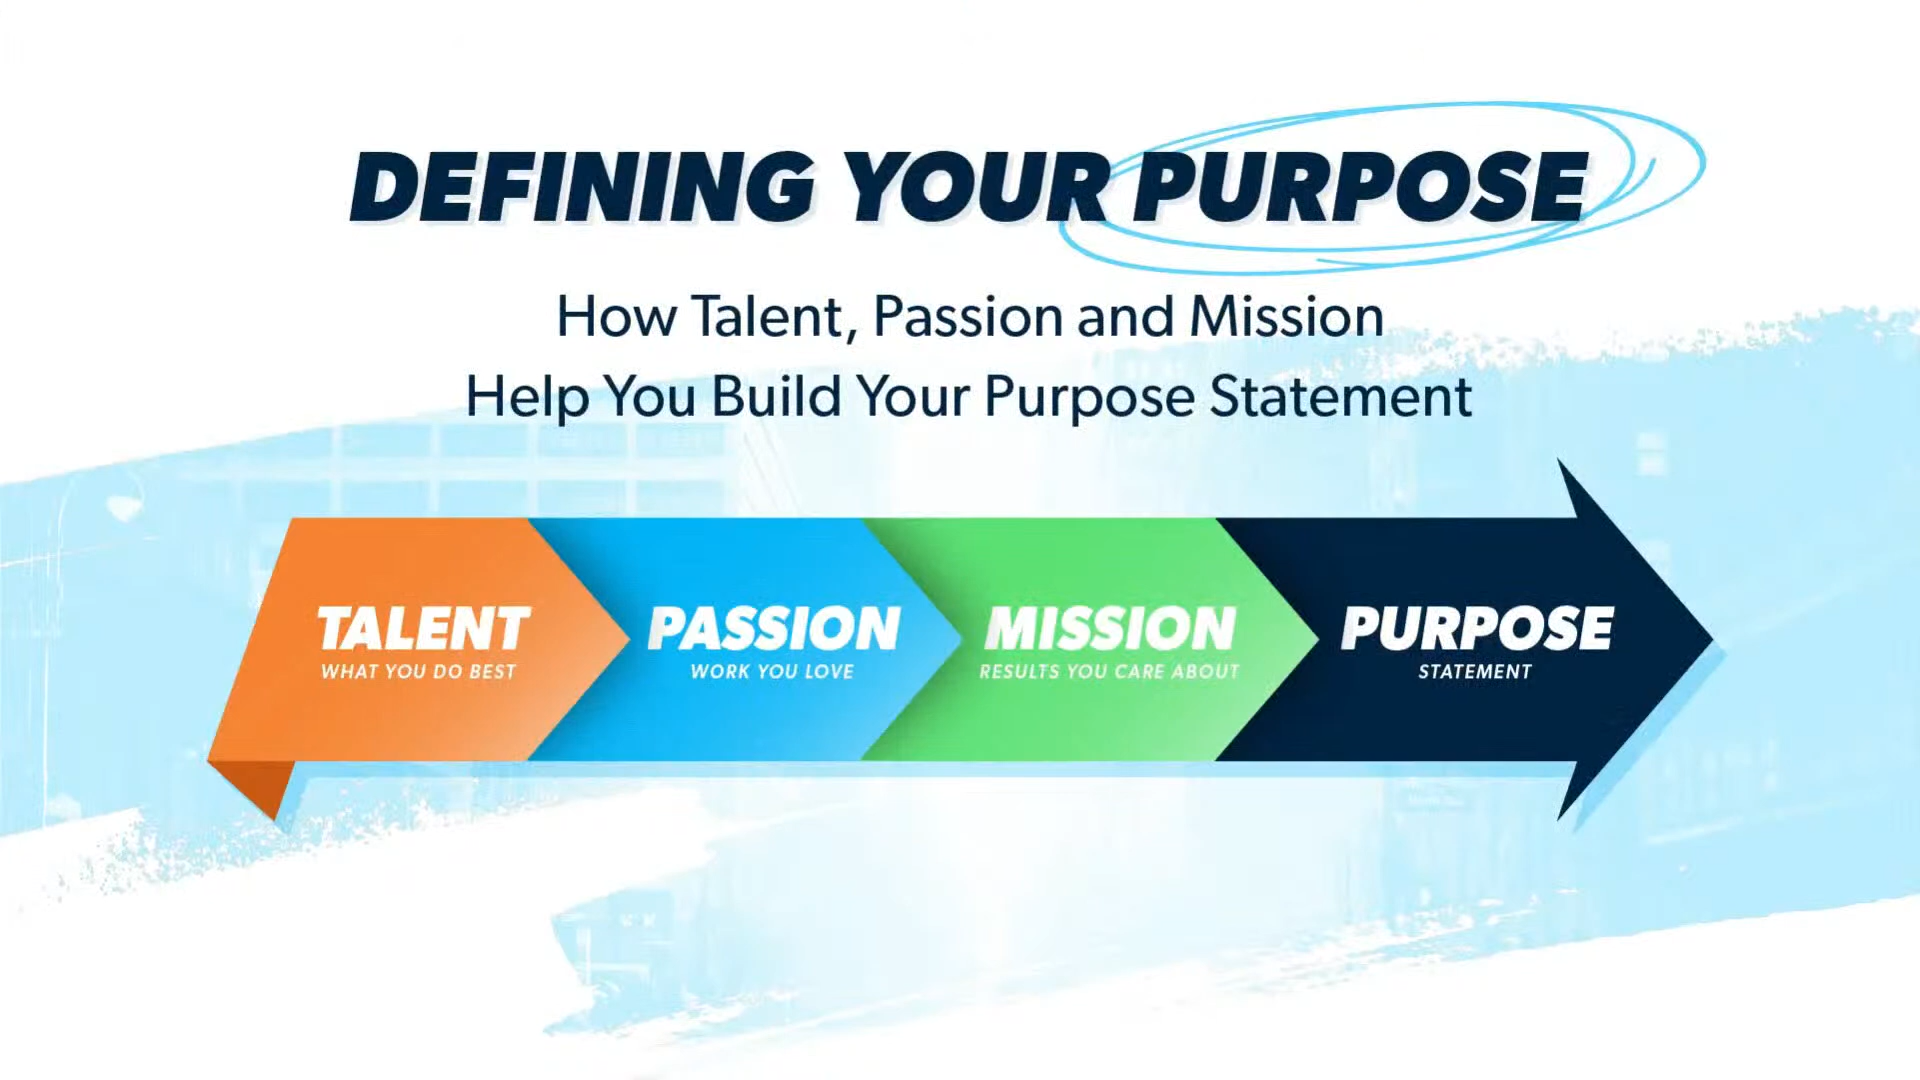 DEFINING YOUR PURPOSE
How Talent, Passion and Mission
Help You Build Your Purpose Statement
TALENT
WHAT YOU DO BEST
PASSION
WORK YOU LOVE
MISSION
RESULTS YOU CARE ABOUT
PURPOSE
STATEMENT